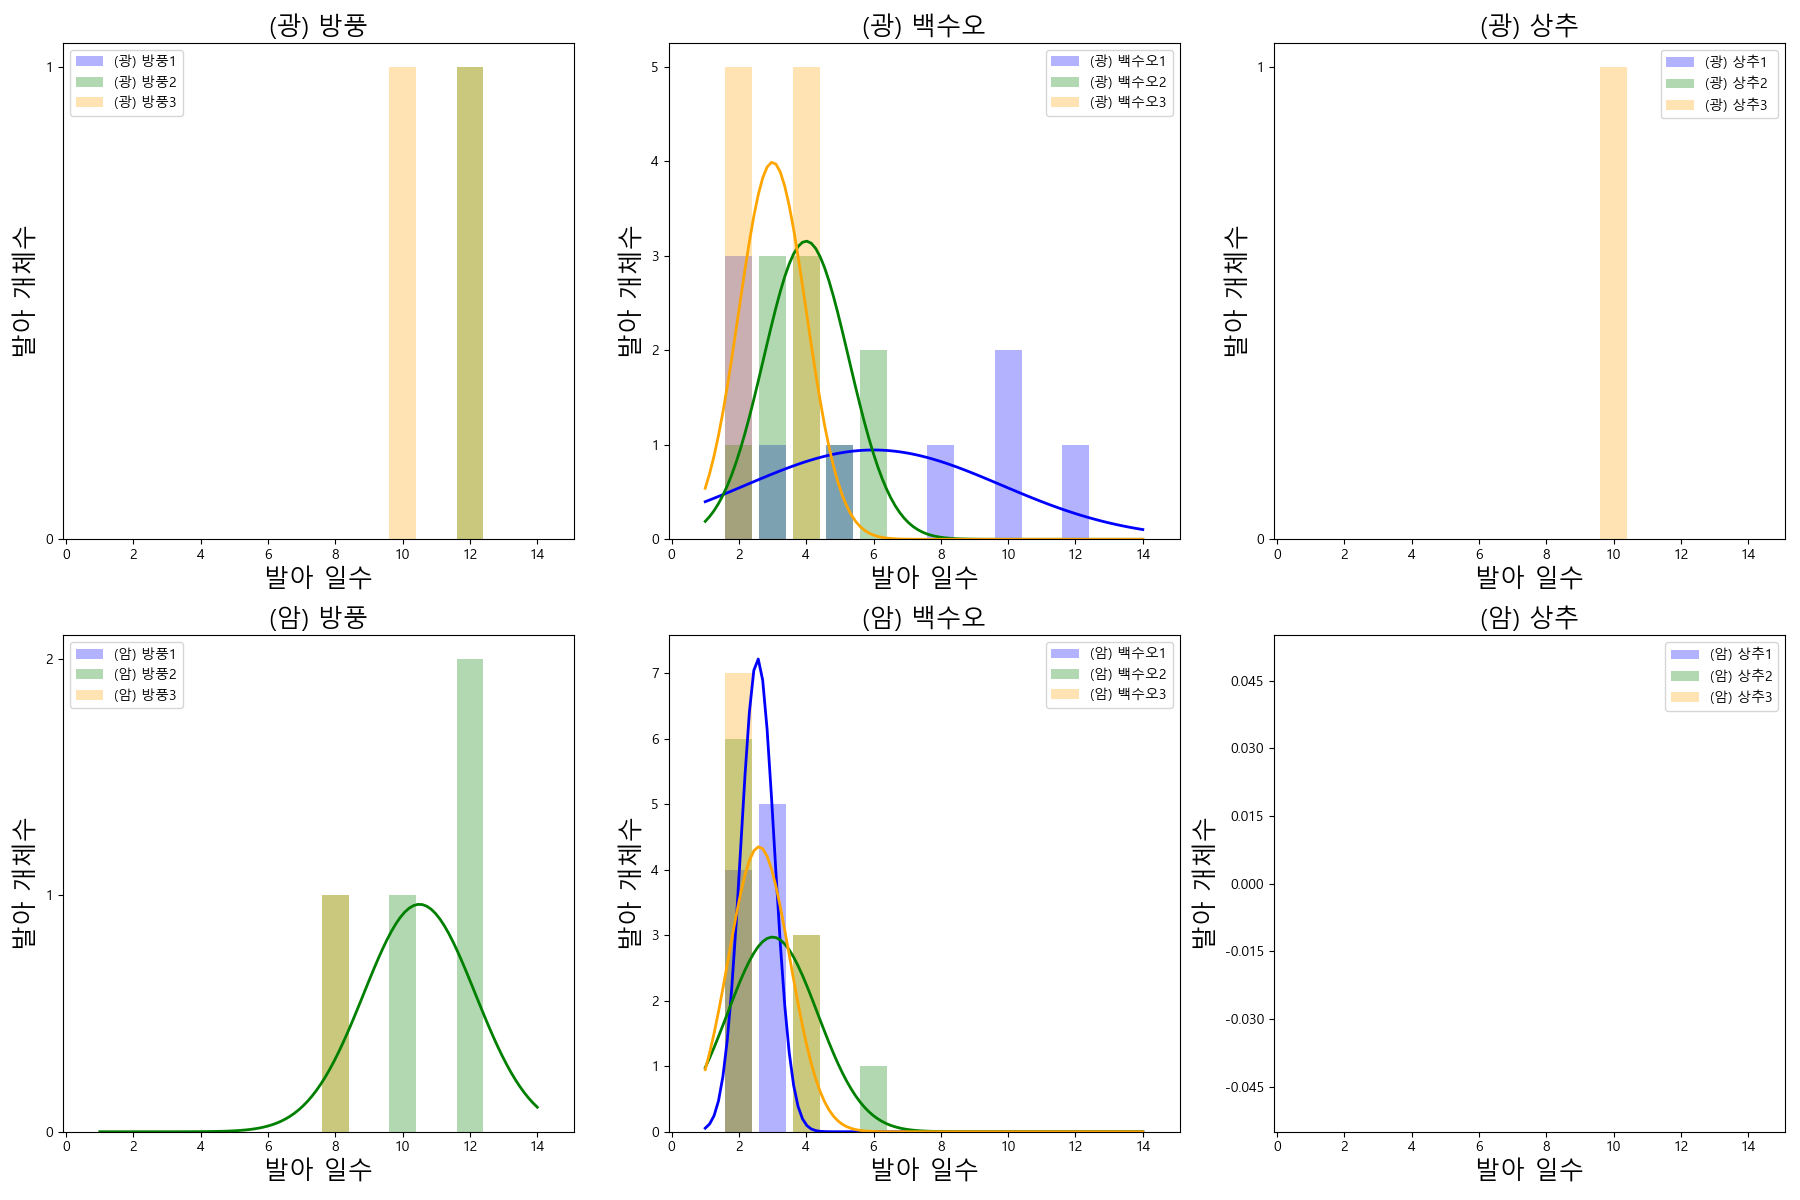 (광) 방풍
(광) 방풍1
(광) 방풍2
(광) 방풍3
1
0
발아 개체수
0 2 4 6 8 10 12 14
발아 일수
(광) 백수오
(광) 백수오1
(광) 백수오2
(광) 백수오3
5
4
3
2
1
0
발아 개체수
0 2 4 6 8 10 12 14
발아 일수
(광) 상추
(광) 상추1
(광) 상추2
(광) 상추3
1
0
발아 개체수
0 2 4 6 8 10 12 14
발아 일수
(암) 방풍
(암) 방풍1
(암) 방풍2
(암) 방풍3
2
1
0
발아 개체수
0 2 4 6 8 10 12 14
발아 일수
(암) 백수오
(암) 백수오1
(암) 백수오2
(암) 백수오3
7
6
5
4
3
2
1
0
발아 개체수
0 2 4 6 8 10 12 14
발아 일수
(암) 상추
(암) 상추1
(암) 상추2
(암) 상추3
0.045
0.030
0.015
0.000
-0.015
-0.030
-0.045
발아 개체수
0 2 4 6 8 10 12 14
발아 일수